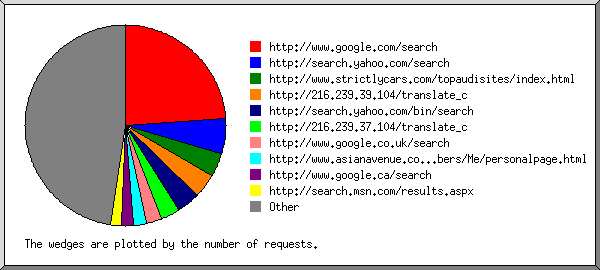 http://www.google.com/search
http://search.yahoo.com/search
http://www.strictlycars.com/topaudisites/index.html
http://216.239.39.104/translate_c
http://search.yahoo.com/bin/search
http://216.239.37.104/translate_c
http://www.google.co.uk/search
http://www.asianavenue.co...bers/Me/personalpage.html
http://www.google.ca/search
http://search.msn.com/results.aspx
Other
The wedges are plotted by the number of requests.